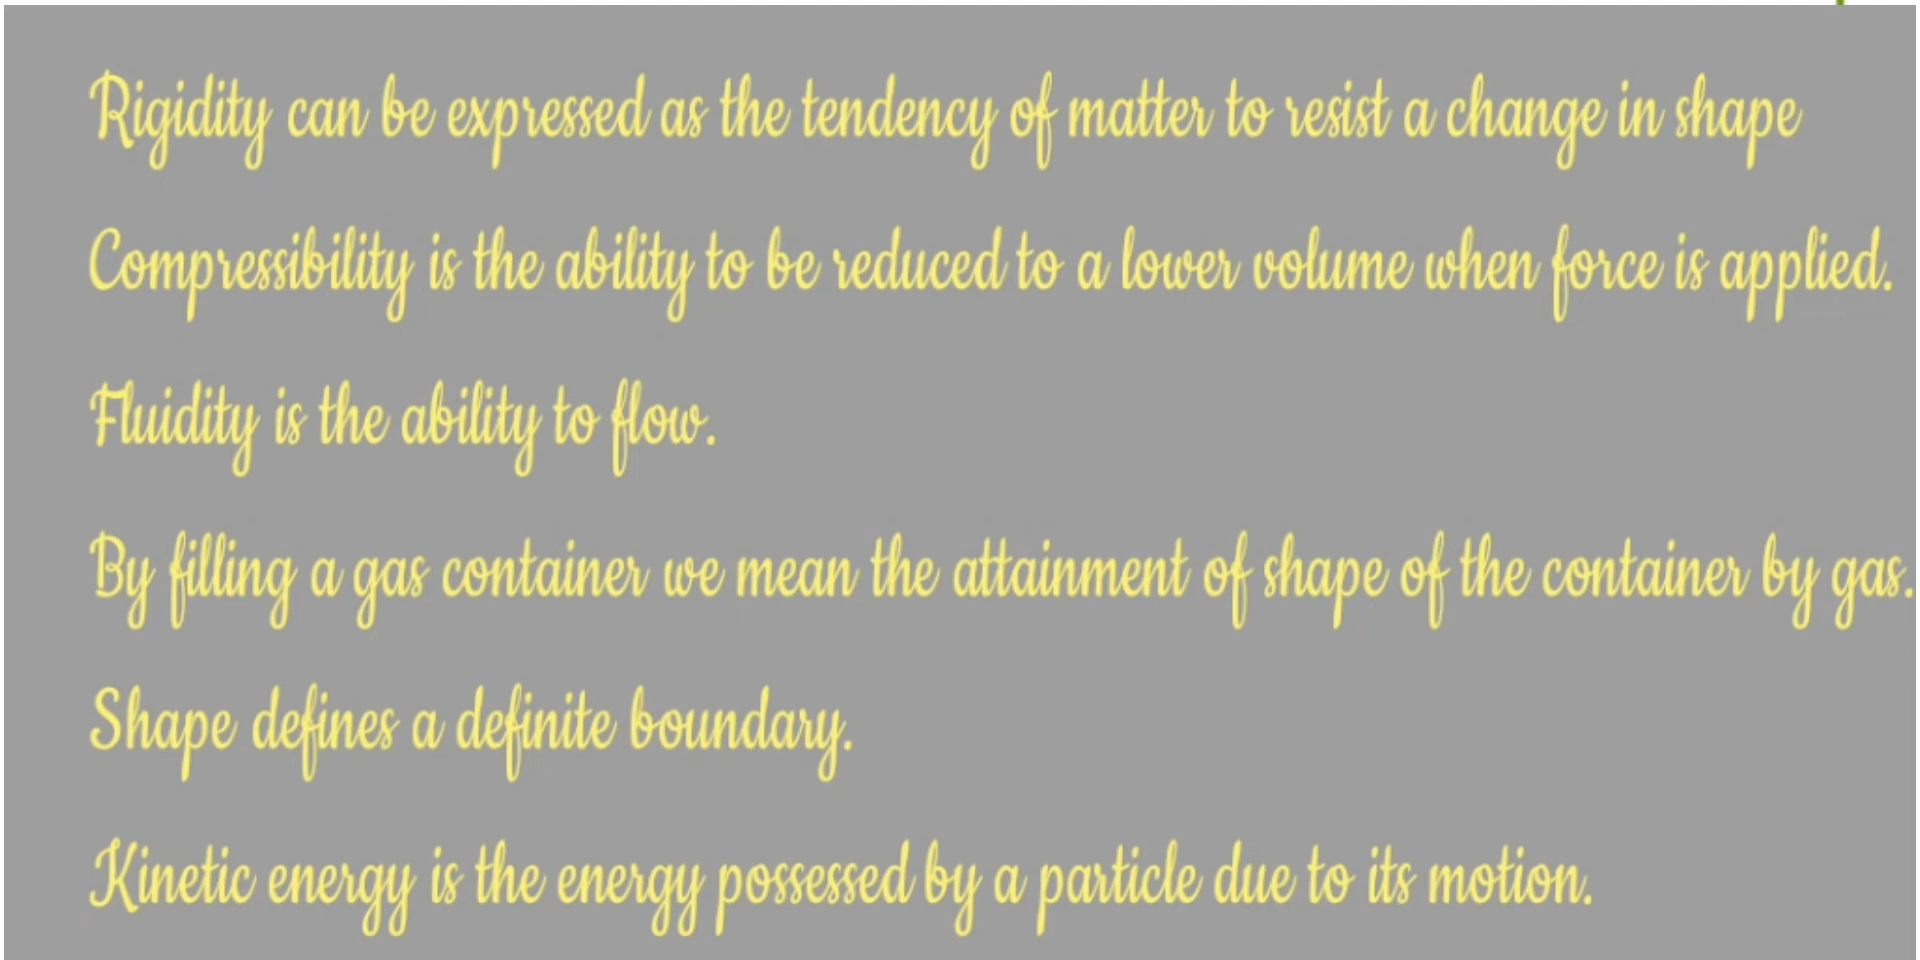 Rigidity can be expressed as the tendency of matter to resist a change in shape
Compressibility is the ability to be reduced to a lower volume when force is applied.
Fluidity is the ability to flow.
By filling a gas container we mean the attainment of shape of the container by gas.
Shape defines a definite boundary.
Kinetic energy is the energy possessed by a particle due to its motion.